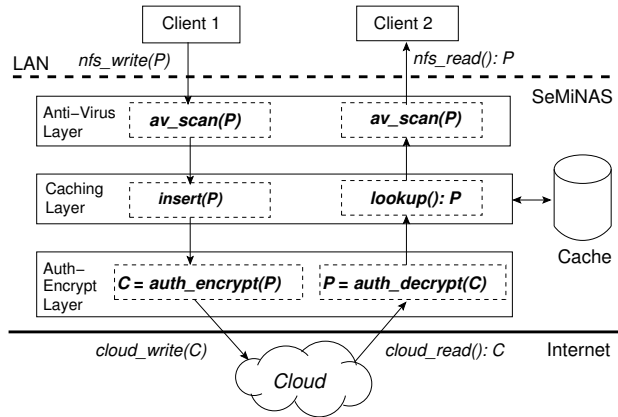 Client 1
Client 2
LAN
nfs_write(P)
nfs_read(): P
SeMiNAS
Anti−Virus
Layer
av_scan(P)
av_scan(P)
Caching
Layer
insert(P)
lookup(): P
Cache
Auth−
Encrypt
Layer
C = auth_encrypt(P)
P = auth_decrypt(C)
cloud_write(C)
cloud_read(): C
Internet
Cloud